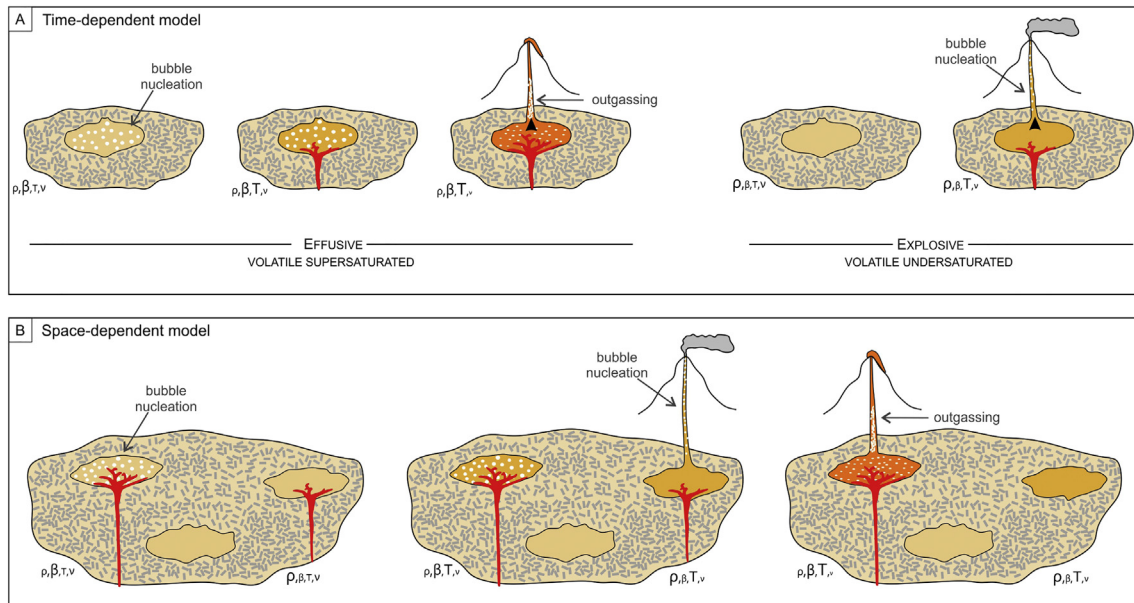 A Time-dependent model
bubble
nucleation
outgassing
bubble
nucleation
ρ,β,T,ν
ρ,β,T,ν
ρ,β,T,ν
ρ,β,T,ν
ρ,β,T,ν
EFFUSIVE
VOLATILE SUPERSATURATED
EXPLOSIVE
VOLATILE UNDERSATURATED
B Space-dependent model
bubble
nucleation
bubble
nucleation
outgassing
ρ,β,T,ν
ρ,β,T,ν
ρ,β,T,ν
ρ,β,T,ν
ρ,β,T,ν
ρ,β,T,ν